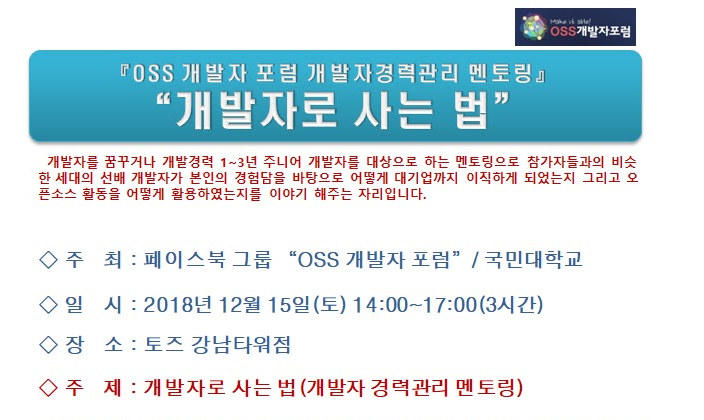 Make it able!
OSS개발자포럼
『OSS 개발자 포럼 개발자경력관리 멘토링』
“개발자로 사는 법”
개발자를 꿈꾸거나 개발경력 1~3년 주니어 개발자를 대상으로 하는 멘토링으로 참가자들과의 비슷
한 세대의 선배 개발자가 본인의 경험담을 바탕으로 어떻게 대기업까지 이직하게 되었는지 그리고 오
픈소스 활동을 어떻게 활용하였는지를 이야기 해주는 자리입니다.
◇ 주 최 : 페이스북 그룹 “OSS 개발자 포럼” / 국민대학교
◇ 일 시 : 2018년 12월 15일(토) 14:00~17:00(3시간)
◇ 장 소 : 토즈 강남타워점
◇ 주 제 : 개발자로 사는 법(개발자 경력관리 멘토링)